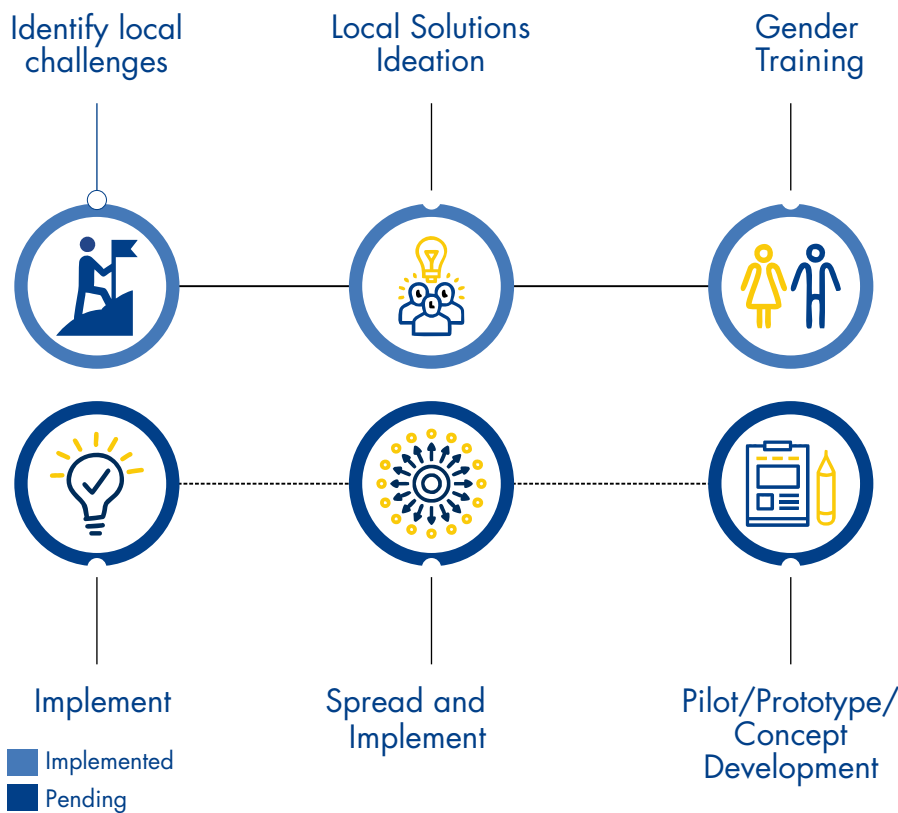 Identify local
challenges
Local Solutions
Ideation
Gender
Training
Implement
Spread and
Implement
Pilot/Prototype/
Concept
Development
Implemented
Pending